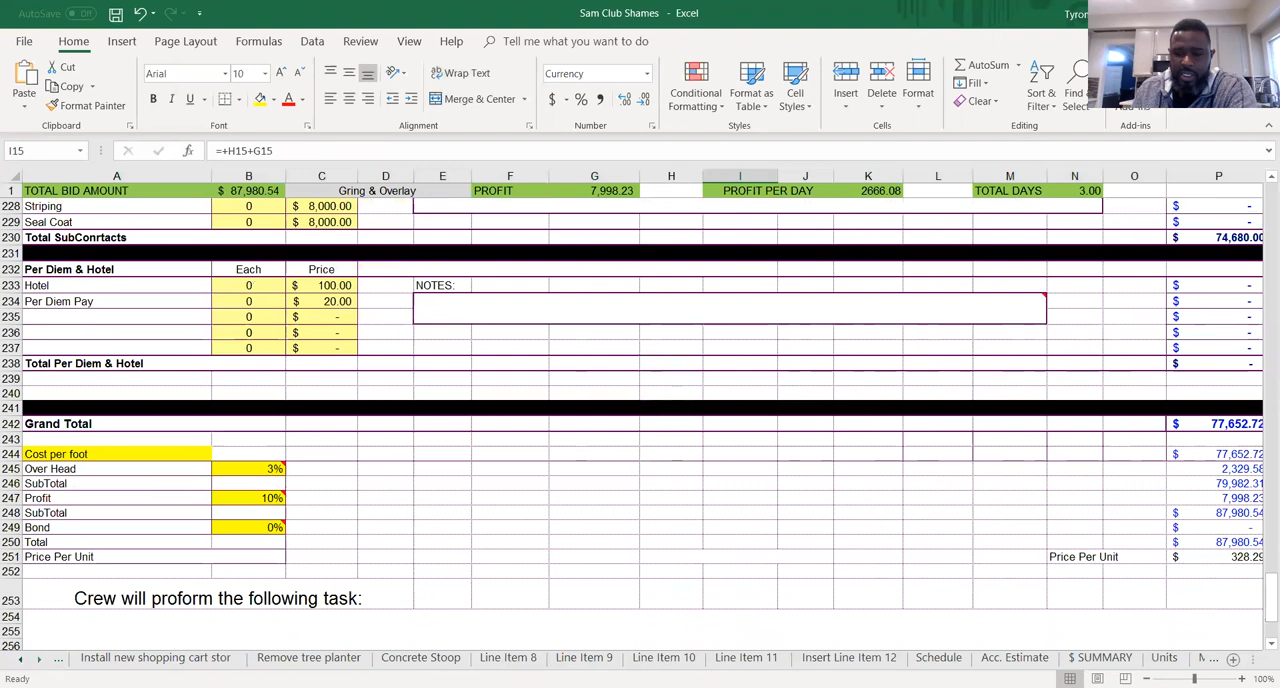 AutoSave Off Sam Club Shames - Excel Tyron
File Home Insert Page Layout Formulas Data Review View Help Tell me what you want to do
Paste Cut Copy Format Painter Arial 10 B I U Wrap Text Merge & Center Currency $ % Conditional Formatting Format as Table Cell Styles Insert Delete Format AutoSum Fill Clear Sort & Filter Find Select Add-ins
Clipboard Font Alignment Number Styles Cells Editing Add-ins
I15 fx =+H15+G15
A B C D E F G H I J K L M N O P
1 TOTAL BID AMOUNT $ 87,980.54 Gring & Overlay PROFIT 7,998.23 PROFIT PER DAY 2666.08 TOTAL DAYS 3.00
228 Striping 0 $ 8,000.00 $ -
229 Seal Coat 0 $ 8,000.00 $ -
230 Total SubConrtacts $ 74,680.00
231
232 Per Diem & Hotel Each Price
233 Hotel 0 $ 100.00 NOTES: $ -
234 Per Diem Pay 0 $ 20.00 $ -
235 0 $ - $ -
236 0 $ - $ -
237 0 $ - $ -
238 Total Per Diem & Hotel $ -
239
240
241
242 Grand Total $ 77,652.72
243
244 Cost per foot $ 77,652.72
245 Over Head 3% 2,329.58
246 SubTotal 79,982.31
247 Profit 10% 7,998.23
248 SubTotal $ 87,980.54
249 Bond 0% $ -
250 Total $ 87,980.54
251 Price Per Unit Price Per Unit $ 328.29
252
253 Crew will proform the following task:
254
255
256
... Install new shopping cart stor Remove tree planter Concrete Stoop Line Item 8 Line Item 9 Line Item 10 Line Item 11 Insert Line Item 12 Schedule Acc. Estimate $ SUMMARY Units M ...
Ready 100%